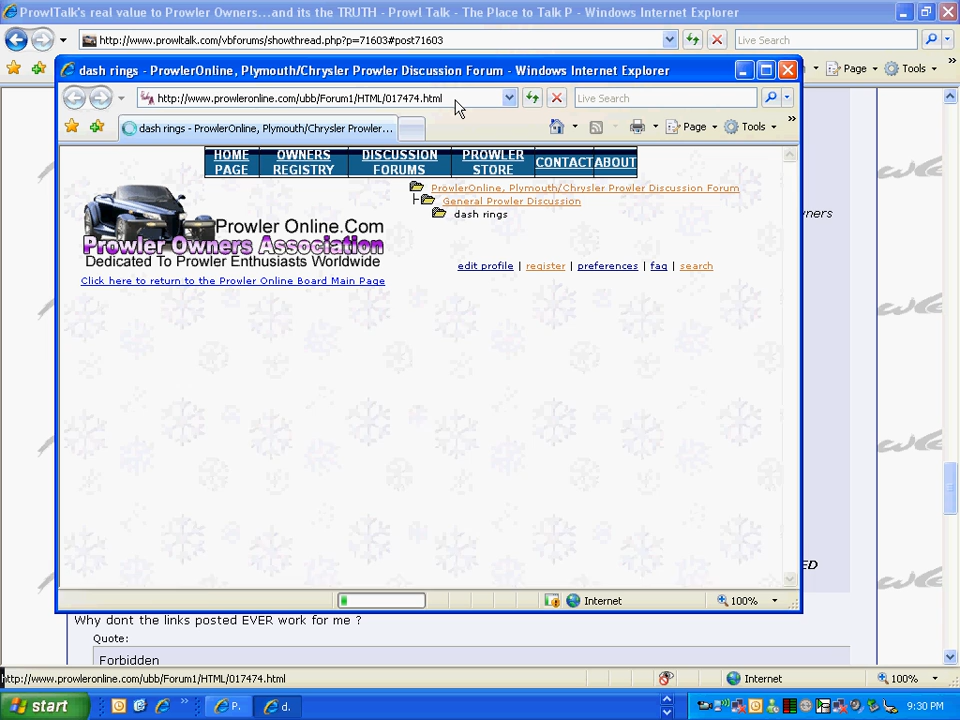 ProwlTalk's real value to Prowler Owners...and its the TRUTH - Prowl Talk - The Place to Talk P - Windows Internet Explorer
http://www.prowltalk.com/vbforums/showthread.php?p=71603#post71603
Live Search
Page
Tools
dash rings - ProwlerOnline, Plymouth/Chrysler Prowler Discussion Forum - Windows Internet Explorer
http://www.prowleronline.com/ubb/Forum1/HTML/017474.html
Live Search
dash rings - ProwlerOnline, Plymouth/Chrysler Prowler...
Page
Tools
HOME PAGE
OWNERS REGISTRY
DISCUSSION FORUMS
PROWLER STORE
CONTACT
ABOUT
Prowler Online.Com
Prowler Owners Association
Dedicated To Prowler Enthusiasts Worldwide
Click here to return to the Prowler Online Board Main Page
ProwlerOnline, Plymouth/Chrysler Prowler Discussion Forum
General Prowler Discussion
dash rings
edit profile | register | preferences | faq | search
wners
ED
Internet
100%
Why dont the links posted EVER work for me ?
Quote:
Forbidden
http://www.prowleronline.com/ubb/Forum1/HTML/017474.html
Internet
100%
start
P.
d.
9:30 PM